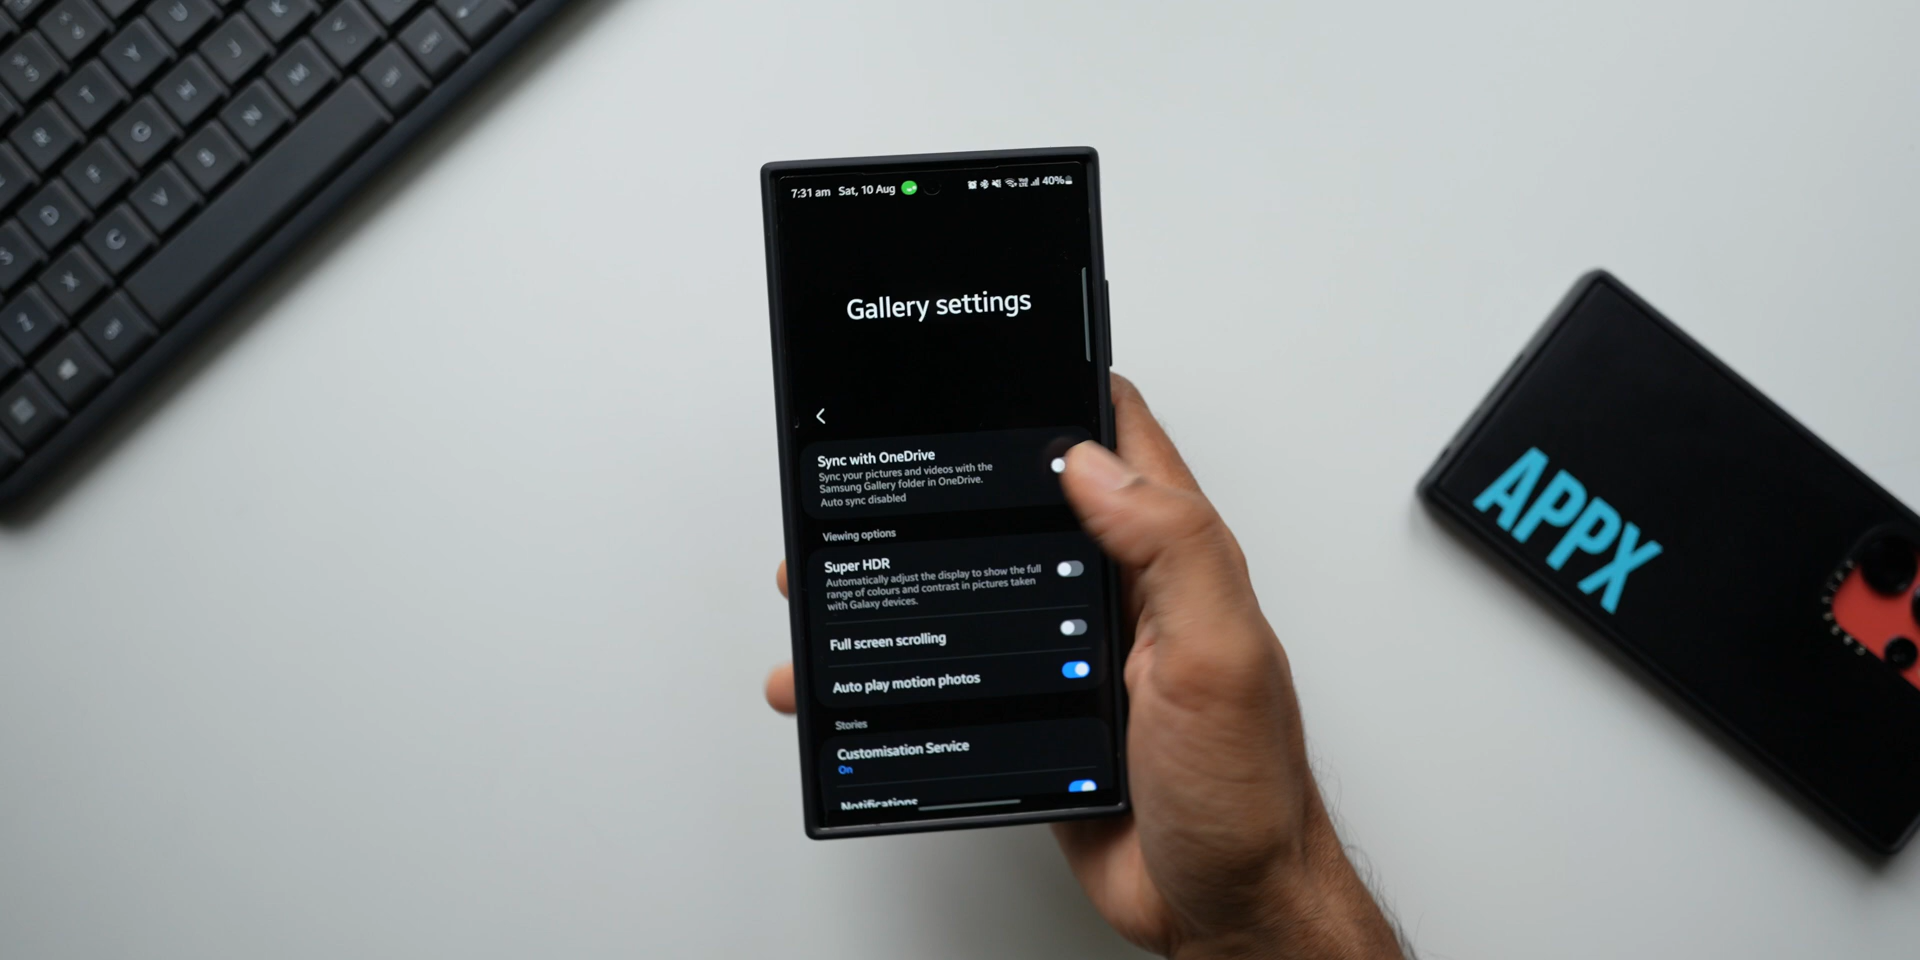 7:31 am Sat, 10 Aug 40%
Gallery settings
Sync with OneDrive
Sync your pictures and videos with the
Samsung Gallery folder in OneDrive.
Auto sync disabled
Viewing options
Super HDR
Automatically adjust the display to show the full
range of colours and contrast in pictures taken
with Galaxy devices.
Full screen scrolling
Auto play motion photos
Stories
Customisation Service
On
Notifications
APPX